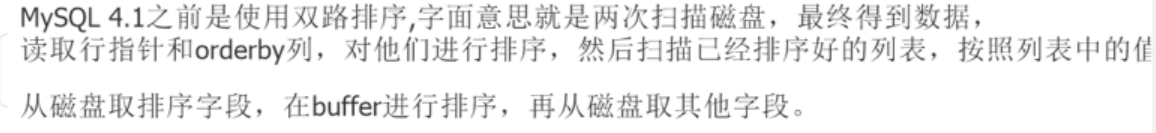 MySQL 4.1之前是使用双路排序,字面意思就是两次扫描磁盘，最终得到数据，
读取行指针和orderby列，对他们进行排序，然后扫描已经排序好的列表，按照列表中的值
从磁盘取排序字段，在buffer进行排序，再从磁盘取其他字段。